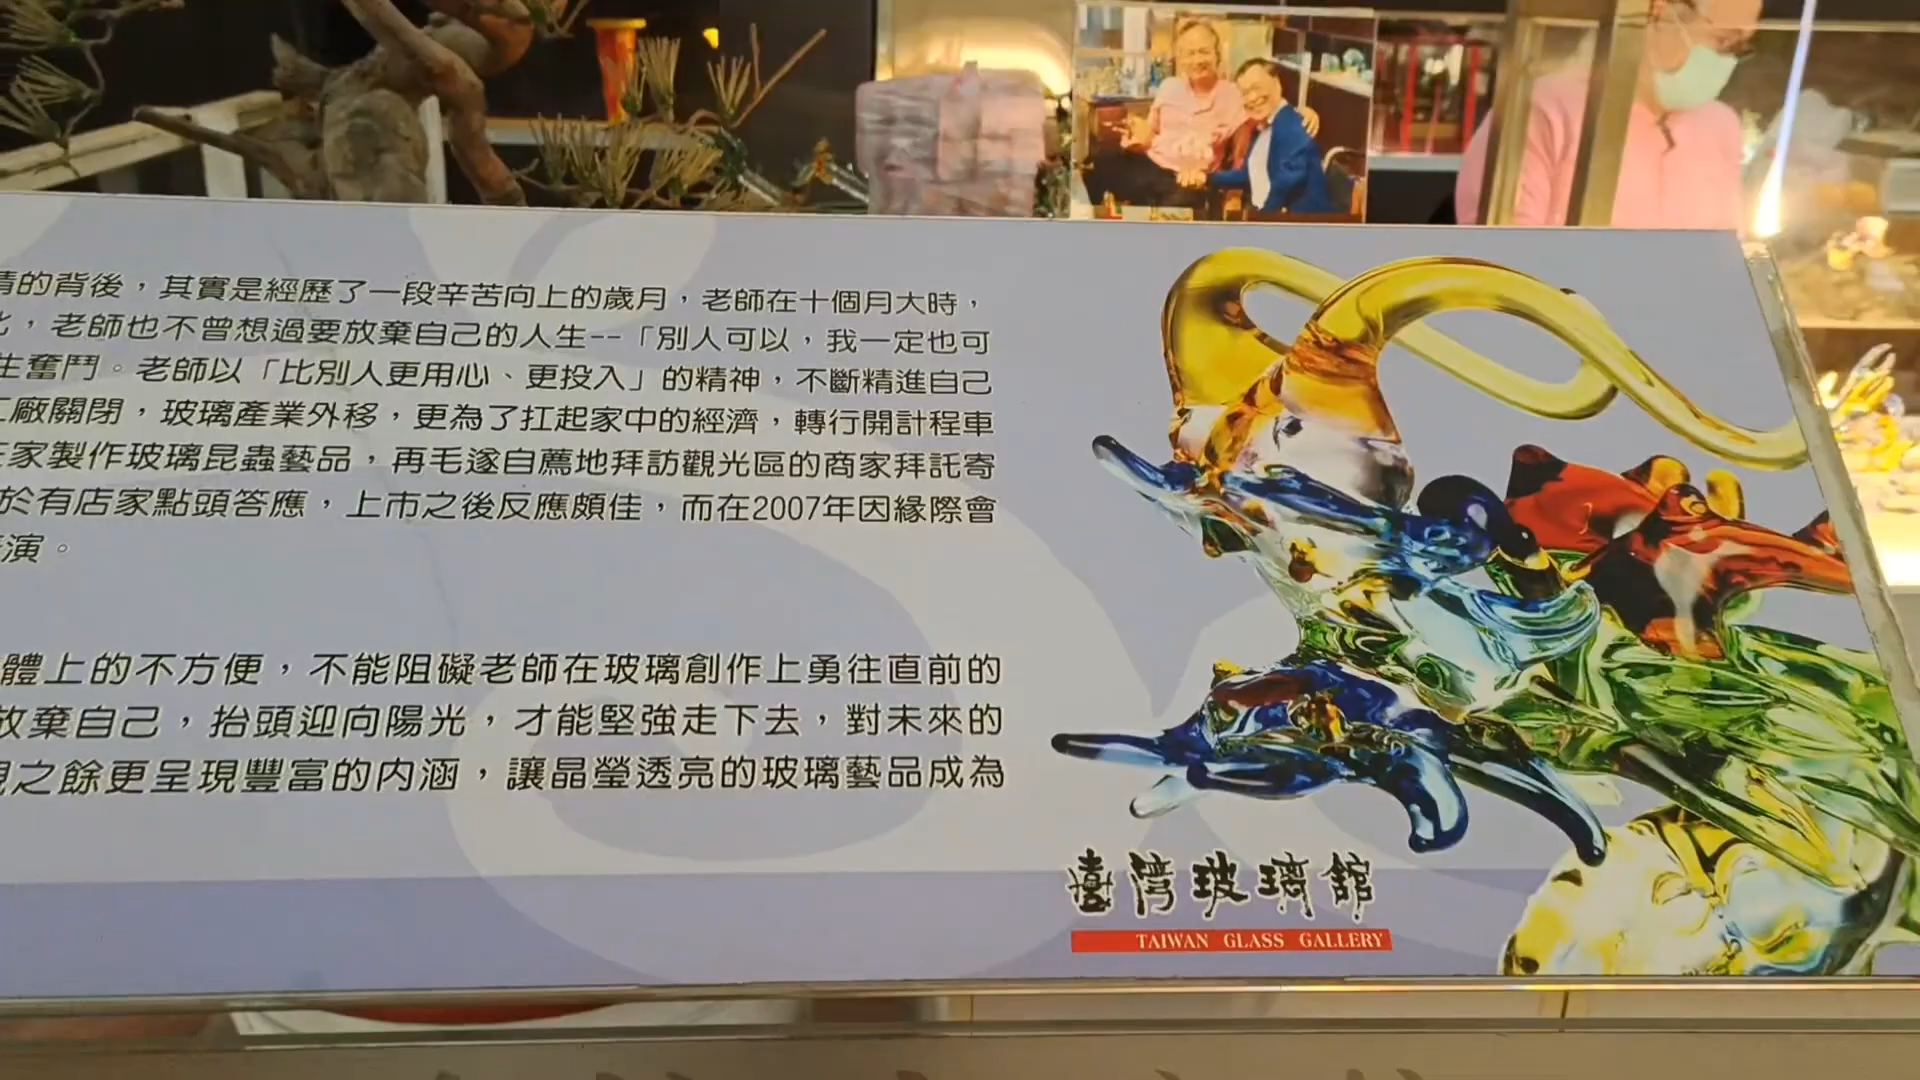 的背後，其實是經歷了一段辛苦向上的歲月，老師在十個月大時，
，老師也不曾想過要放棄自己的人生--「別人可以，我一定也可
生奮鬥。老師以「比別人更用心、更投入」的精神，不斷精進自己
工廠關閉，玻璃產業外移，更為了扛起家中的經濟，轉行開計程車
家製作玻璃昆蟲藝品，再毛遂自薦地拜訪觀光區的商家拜託寄
於有店家點頭答應，上市之後反應頗佳，而在2007年因緣際會
演。
體上的不方便，不能阻礙老師在玻璃創作上勇往直前的
放棄自己，抬頭迎向陽光，才能堅強走下去，對未來的
之餘更呈現豐富的內涵，讓晶瑩透亮的玻璃藝品成為
臺灣玻璃館
TAIWAN GLASS GALLERY